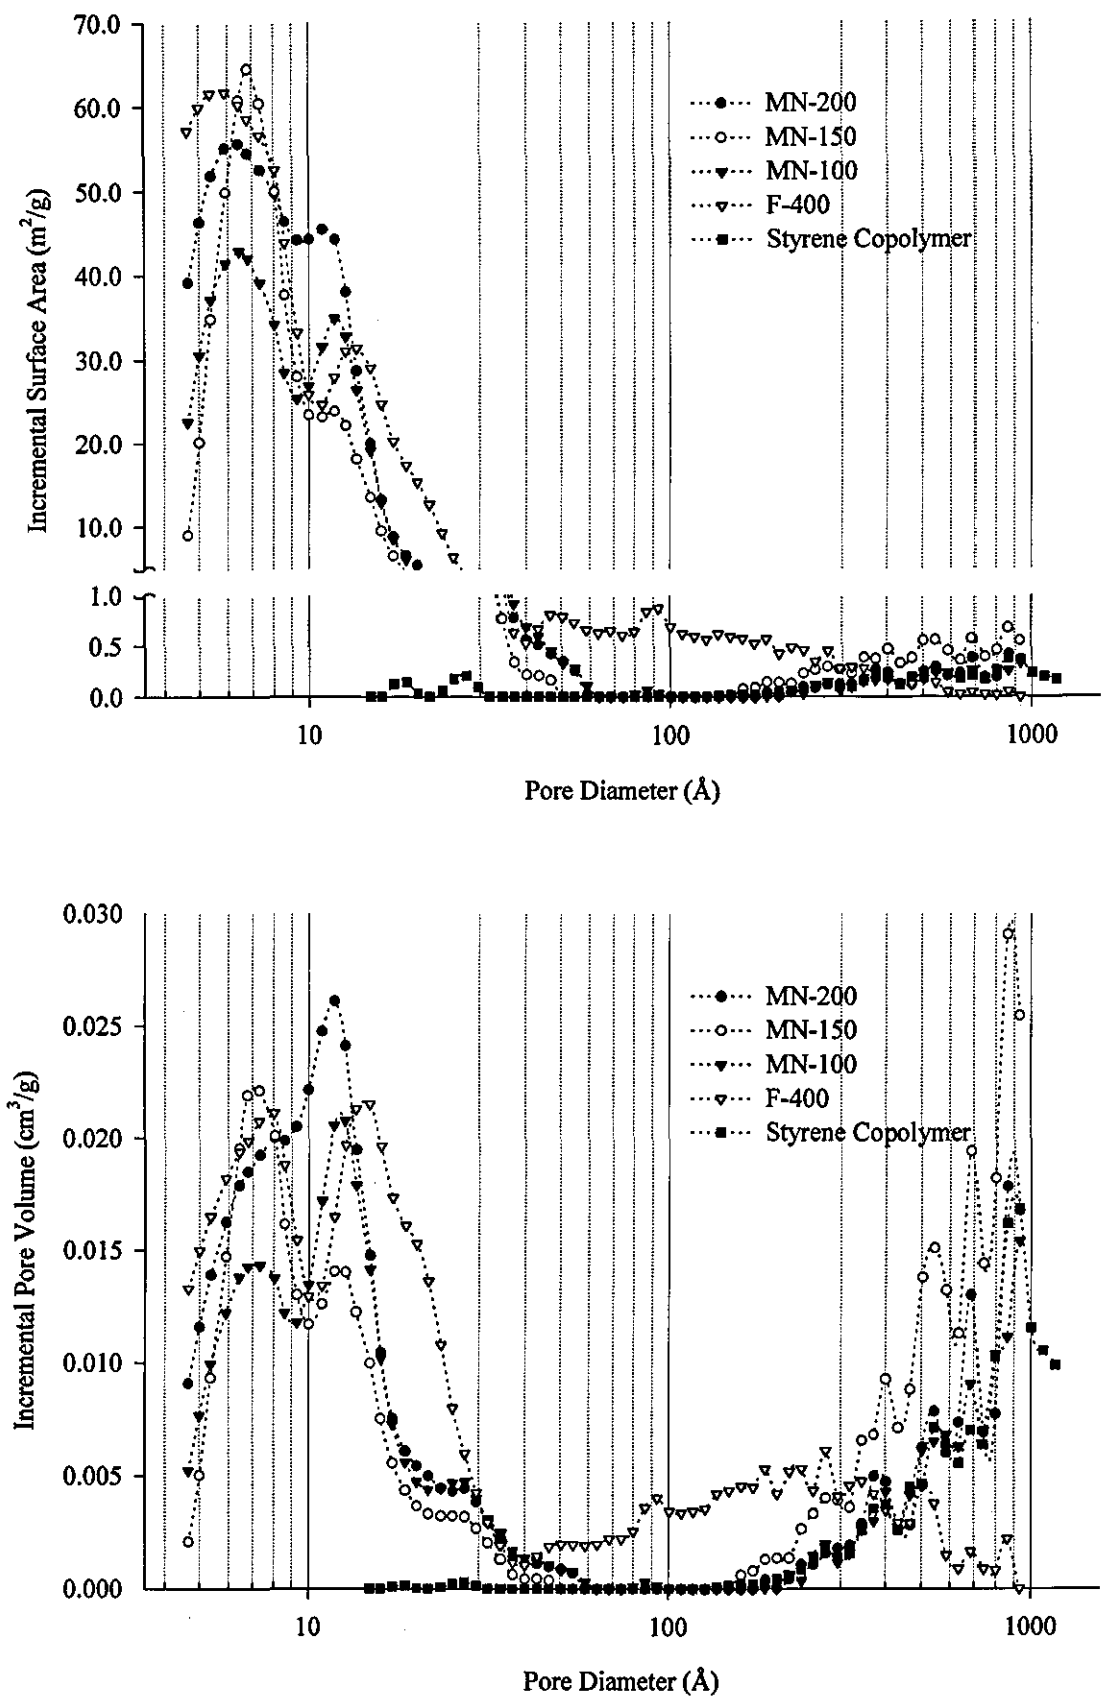 70.0
60.0
50.0
40.0
30.0
20.0
10.0
1.0
0.5
0.0
Incremental Surface Area (m²/g)
MN-200
MN-150
MN-100
F-400
Styrene Copolymer
10
100
1000
Pore Diameter (Å)
0.030
0.025
0.020
0.015
0.010
0.005
0.000
Incremental Pore Volume (cm³/g)
MN-200
MN-150
MN-100
F-400
Styrene Copolymer
10
100
1000
Pore Diameter (Å)